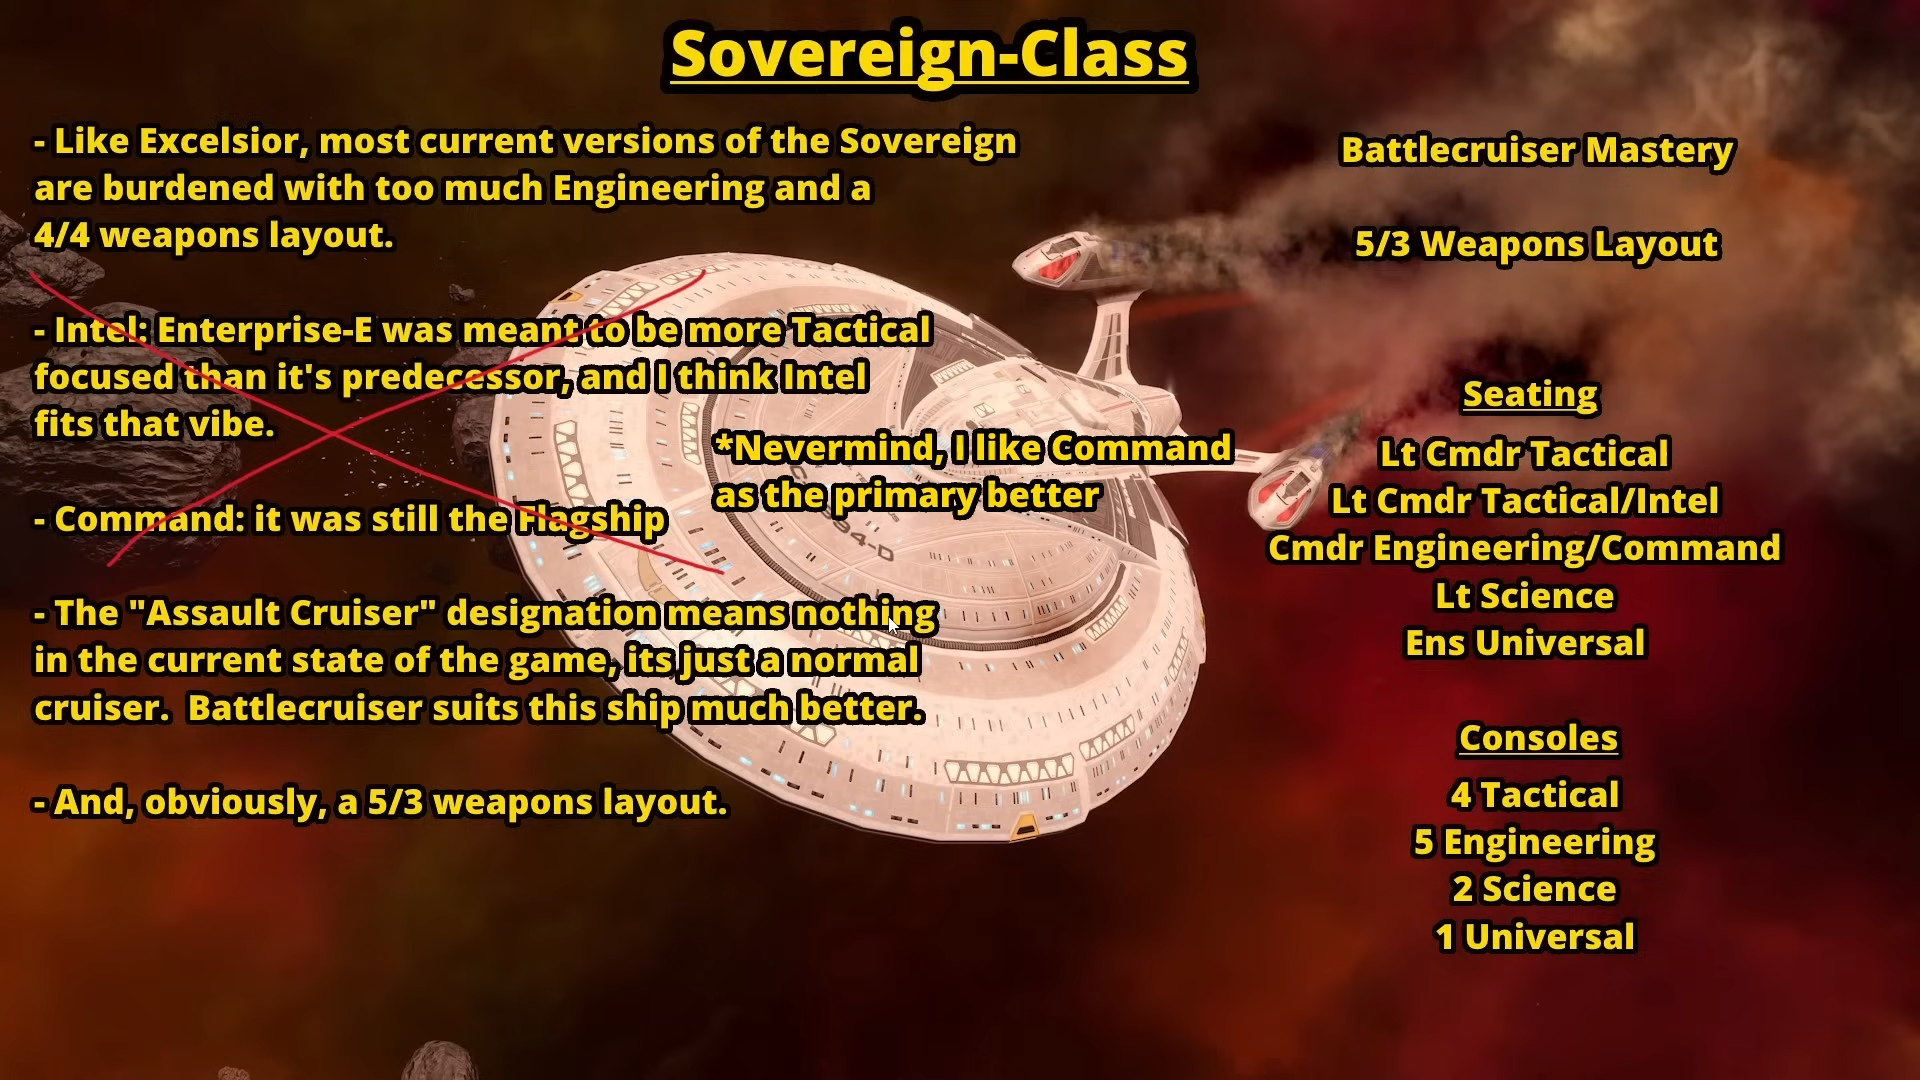 Sovereign-Class
- Like Excelsior, most current versions of the Sovereign
are burdened with too much Engineering and a
4/4 weapons layout.
- Intel: Enterprise-E was meant to be more Tactical
focused than it's predecessor, and I think Intel
fits that vibe.
*Nevermind, I like Command
as the primary better
- Command: it was still the Flagship
- The "Assault Cruiser" designation means nothing
in the current state of the game, its just a normal
cruiser. Battlecruiser suits this ship much better.
- And, obviously, a 5/3 weapons layout.
Battlecruiser Mastery
5/3 Weapons Layout
Seating
Lt Cmdr Tactical
Lt Cmdr Tactical/Intel
Cmdr Engineering/Command
Lt Science
Ens Universal
Consoles
4 Tactical
5 Engineering
2 Science
1 Universal
94-D